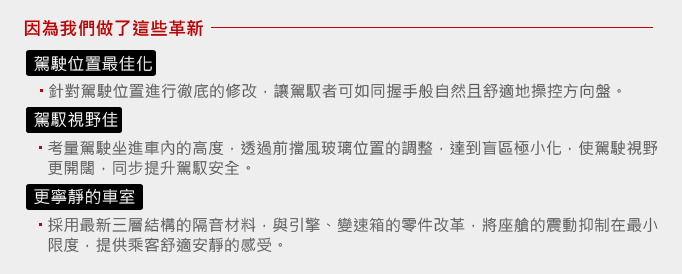 因為我們做了這些革新
駕駛位置最佳化
針對駕駛位置進行徹底的修改，讓駕馭者可如同握手般自然且舒適地操控方向盤。
駕馭視野佳
考量駕駛坐進車內的高度，透過前擋風玻璃位置的調整，達到盲區極小化，使駕駛視野
更開闊，同步提升駕馭安全。
更寧靜的車室
採用最新三層結構的隔音材料，與引擎、變速箱的零件改革，將座艙的震動抑制在最小
限度，提供乘客舒適安靜的感受。